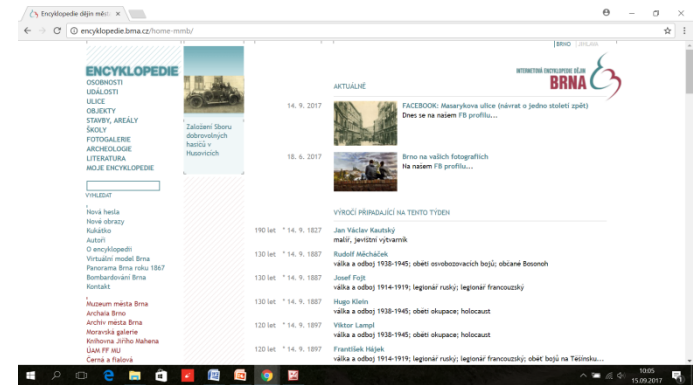 Encyklopedie dějin měst
encyklopedie.brna.cz/home-mmb/
BRNO | JIHLAVA
ENCYKLOPEDIE
OSOBNOSTI
UDÁLOSTI
ULICE
OBJEKTY
STAVBY, AREÁLY
ŠKOLY
FOTOGALERIE
ARCHEOLOGIE
LITERATURA
MOJE ENCYKLOPEDIE
VYHLEDAT
Nová hesla
Nové obrazy
Kukátko
Autoři
O encyklopedii
Virtuální model Brna
Panorama Brna roku 1867
Bombardování Brna
Kontakt
Muzeum města Brna
Archaia Brno
Archiv města Brna
Moravská galerie
Knihovna Jiřího Mahena
ÚAM FF MU
Černá a fialová
Založení Sboru
dobrovolných
hasičů v
Husovicích
INTERNETOVÁ ENCYKLOPEDIE DĚJIN
BRNA
AKTUÁLNĚ
14. 9. 2017 FACEBOOK: Masarykova ulice (návrat o jedno století zpět)
Dnes se na našem FB profilu...
18. 6. 2017 Brno na vašich fotografiích
Na našem FB profilu...
VÝROČÍ PŘIPADAJÍCÍ NA TENTO TÝDEN
190 let * 14. 9. 1827 Jan Václav Kautský
malíř, jevištní výtvarník
130 let * 14. 9. 1887 Rudolf Měcháček
válka a odboj 1938-1945; oběti osvobozovacích bojů; občané Bosonoh
130 let * 14. 9. 1887 Josef Fojt
válka a odboj 1914-1919; legionář ruský; legionář francouzský
130 let * 14. 9. 1887 Hugo Klein
válka a odboj 1938-1945; oběti okupace; holocaust
120 let * 14. 9. 1897 Viktor Lampl
válka a odboj 1938-1945; oběti okupace; holocaust
120 let * 14. 9. 1897 František Hájek
válka a odboj 1914-1919; legionář ruský; legionář francouzský; oběť bojů na Těšínsku...
10:05
15.09.2017